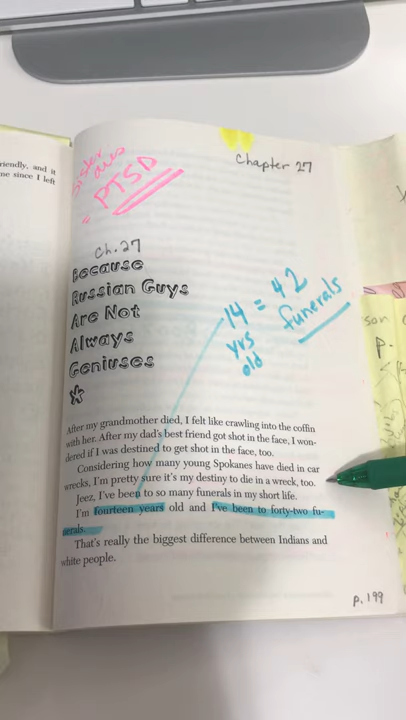 riendly, and it
me since I left
Sister
dies
= PTSD
Chapter 27
Ch. 27
Because
Russian Guys
Are Not
Always
Geniuses
14 = 42
yrs funerals
old
After my grandmother died, I felt like crawling into the coffin
with her. After my dad's best friend got shot in the face, I won-
dered if I was destined to get shot in the face, too.
Considering how many young Spokanes have died in car
wrecks, I'm pretty sure it's my destiny to die in a wreck, too.
Jeez, I've been to so many funerals in my short life.
I'm fourteen years old and I've been to forty-two fu-
nerals.
That's really the biggest difference between Indians and
white people.
p. 199
son
p.